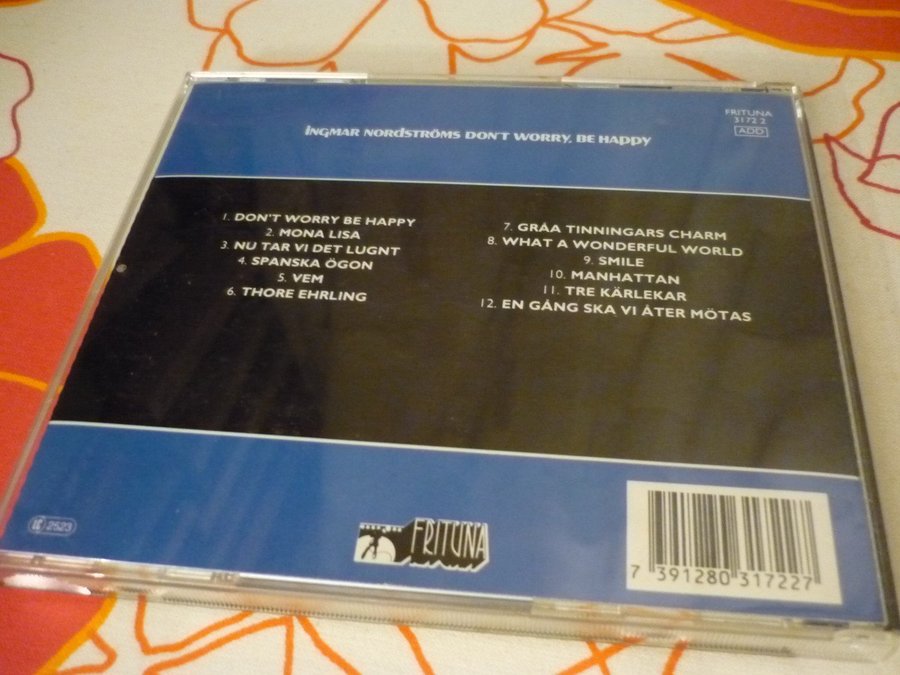 FRITUNA
3172 2
ADD
INGMAR NORDSTRÖMS DON'T WORRY, BE HAPPY
1. DON'T WORRY BE HAPPY
2. MONA LISA
3. NU TAR VI DET LUGNT
4. SPANSKA ÖGON
5. VEM
6. THORE EHRLING
7. GRÅA TINNINGARS CHARM
8. WHAT A WONDERFUL WORLD
9. SMILE
10. MANHATTAN
11. TRE KÄRLEKAR
12. EN GÅNG SKA VI ÅTER MÖTAS
LC 2523
FRITUNA
7 391280 317227